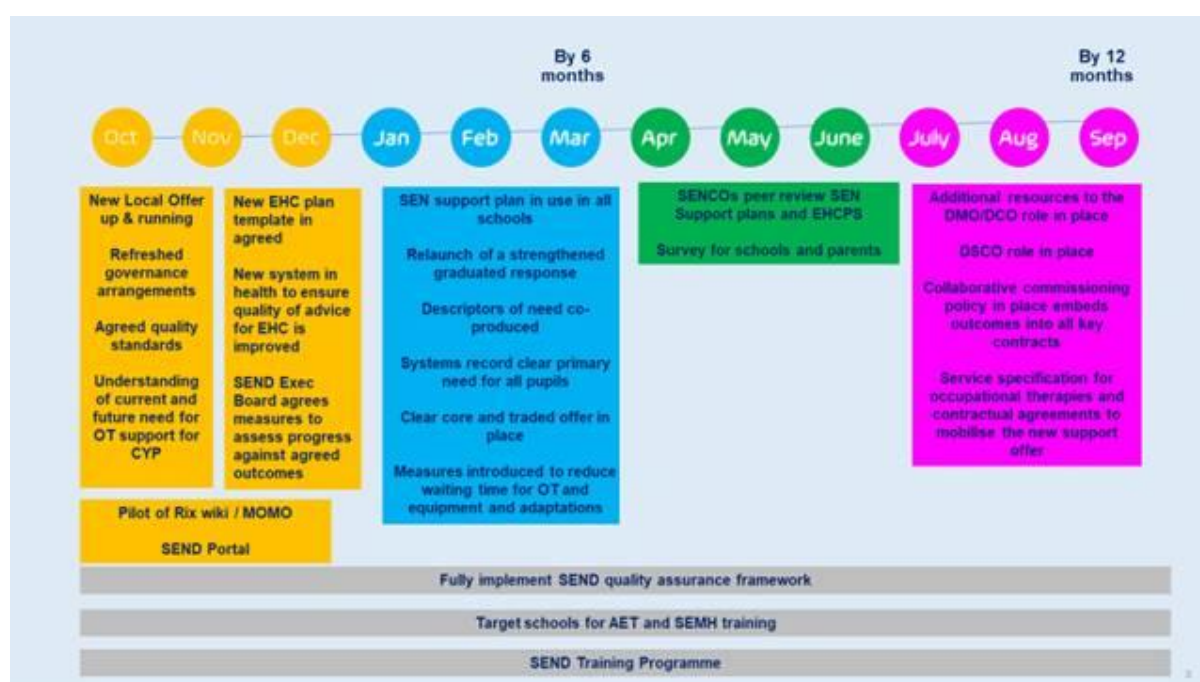 By 6
months
By 12
months
Oct Nov Dec Jan Feb Mar Apr May June July Aug Sep
New Local Offer
up & running
Refreshed
governance
arrangements
Agreed quality
standards
Understanding
of current and
future need for
OT support for
CYP
New EHC plan
template in
agreed
New system in
health to ensure
quality of advice
for EHC is
improved
SEND Exec
Board agrees
measures to
assess progress
against agreed
outcomes
Pilot of Rix wiki / MOMO
SEND Portal
SEN support plan in use in all
schools
Relaunch of a strengthened
graduated response
Descriptors of need co-
produced
Systems record clear primary
need for all pupils
Clear core and traded offer in
place
Measures introduced to reduce
waiting time for OT and
equipment and adaptations
SENCOs peer review SEN
Support plans and EHCPS
Survey for schools and parents
Additional resources to the
DMO/DCO role in place
DSCO role in place
Collaborative commissioning
policy in place embeds
outcomes into all key
contracts
Service specification for
occupational therapies and
contractual agreements to
mobilise the new support
offer
Fully implement SEND quality assurance framework
Target schools for AET and SEMH training
SEND Training Programme